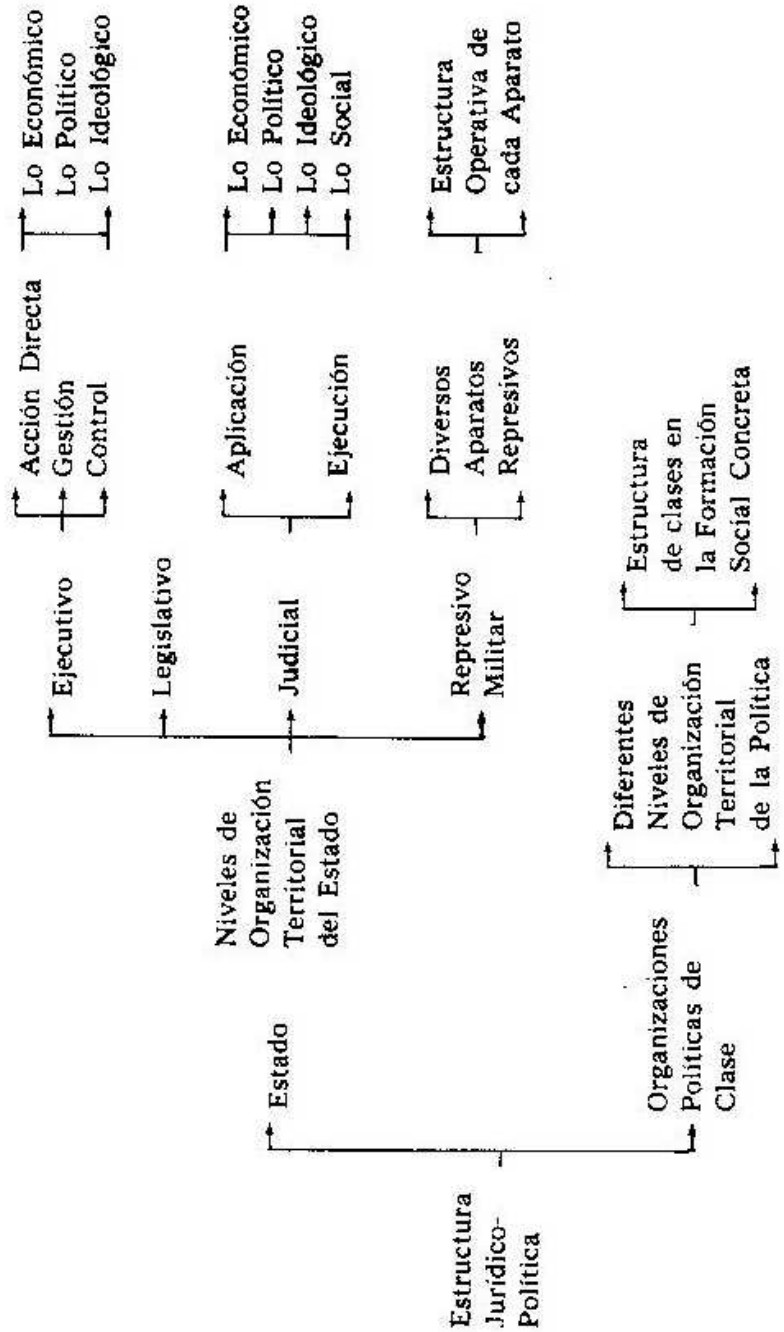 Estructura
Jurídico-
Política
Estado
Organizaciones
Políticas de
Clase
Niveles de
Organización
Territorial
del Estado
Diferentes
Niveles de
Organización
Territorial
de la Política
Ejecutivo
Legislativo
Judicial
Represivo
Militar
Estructura
de clases en
la Formación
Social Concreta
Acción Directa
Gestión
Control
Aplicación
Ejecución
Diversos
Aparatos
Represivos
Lo Económico
Lo Político
Lo Ideológico
Lo Económico
Lo Político
Lo Ideológico
Lo Social
Estructura
Operativa de
cada Aparato